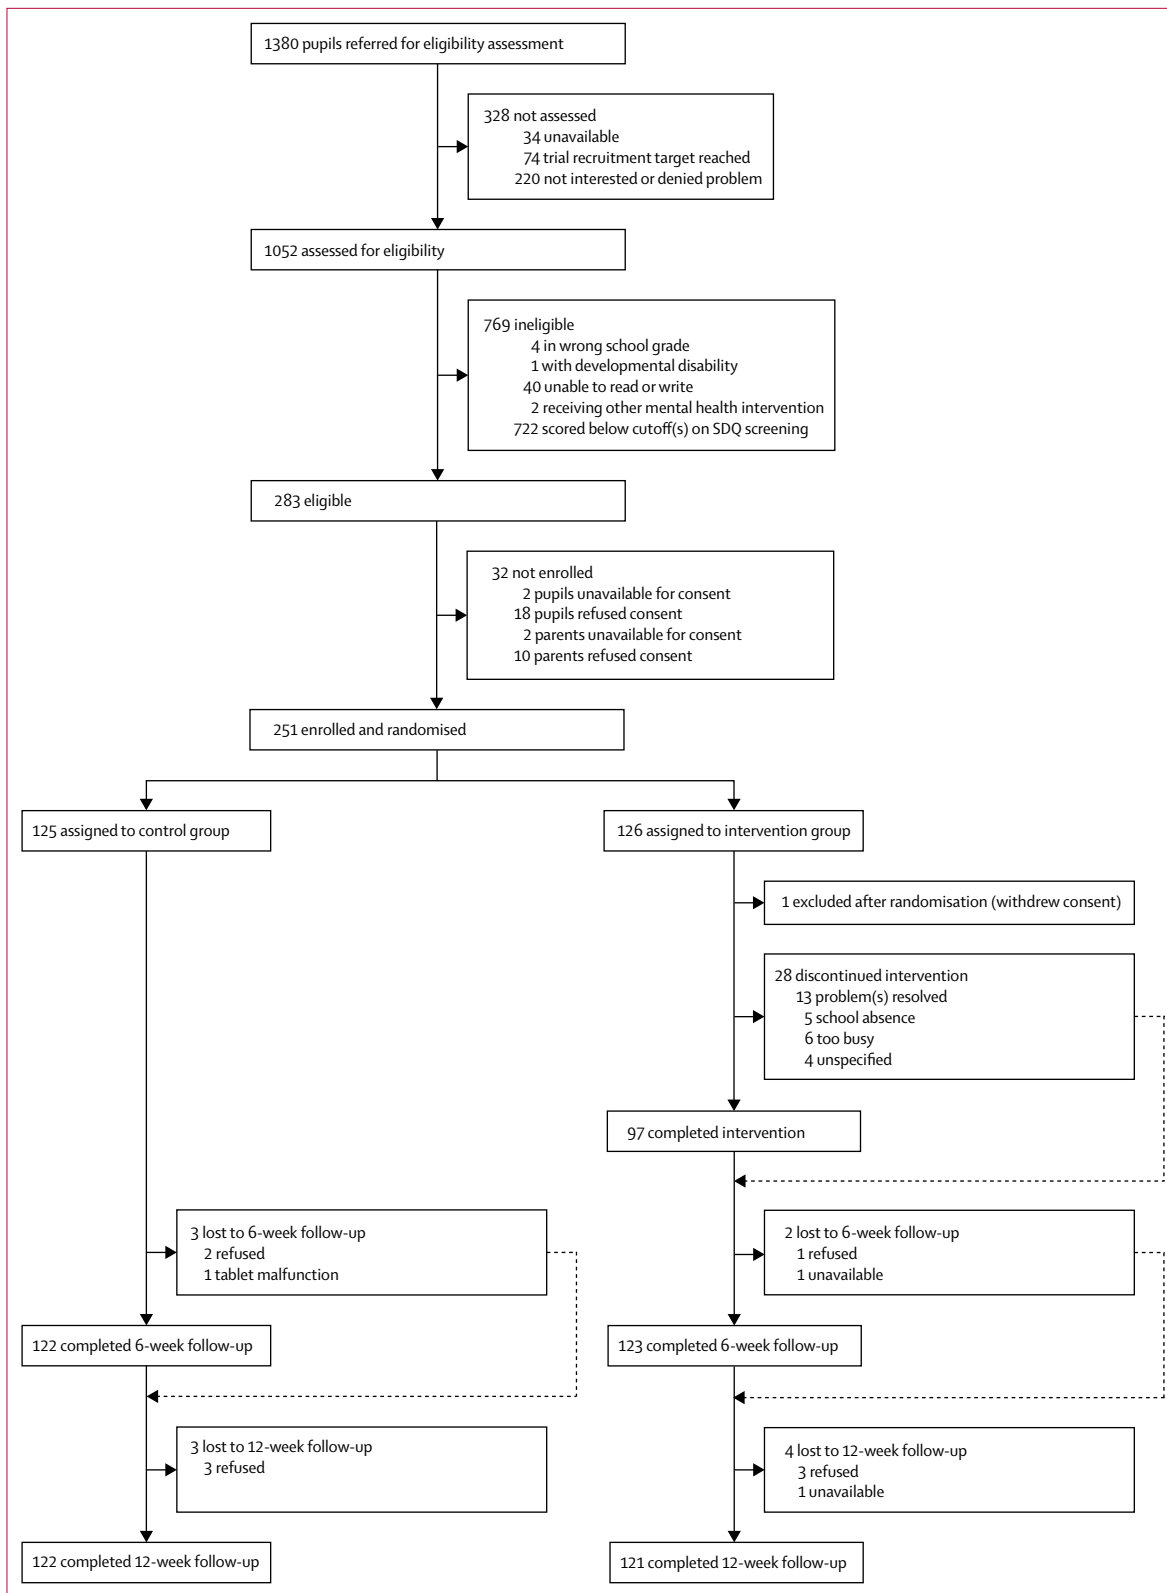 1380 pupils referred for eligibility assessment
328 not assessed
34 unavailable
74 trial recruitment target reached
220 not interested or denied problem
1052 assessed for eligibility
769 ineligible
4 in wrong school grade
1 with developmental disability
40 unable to read or write
2 receiving other mental health intervention
722 scored below cutoff(s) on SDQ screening
283 eligible
32 not enrolled
2 pupils unavailable for consent
18 pupils refused consent
2 parents unavailable for consent
10 parents refused consent
251 enrolled and randomised
125 assigned to control group
126 assigned to intervention group
1 excluded after randomisation (withdrew consent)
28 discontinued intervention
13 problem(s) resolved
5 school absence
6 too busy
4 unspecified
97 completed intervention
3 lost to 6-week follow-up
2 refused
1 tablet malfunction
2 lost to 6-week follow-up
1 refused
1 unavailable
122 completed 6-week follow-up
123 completed 6-week follow-up
3 lost to 12-week follow-up
3 refused
4 lost to 12-week follow-up
3 refused
1 unavailable
122 completed 12-week follow-up
121 completed 12-week follow-up